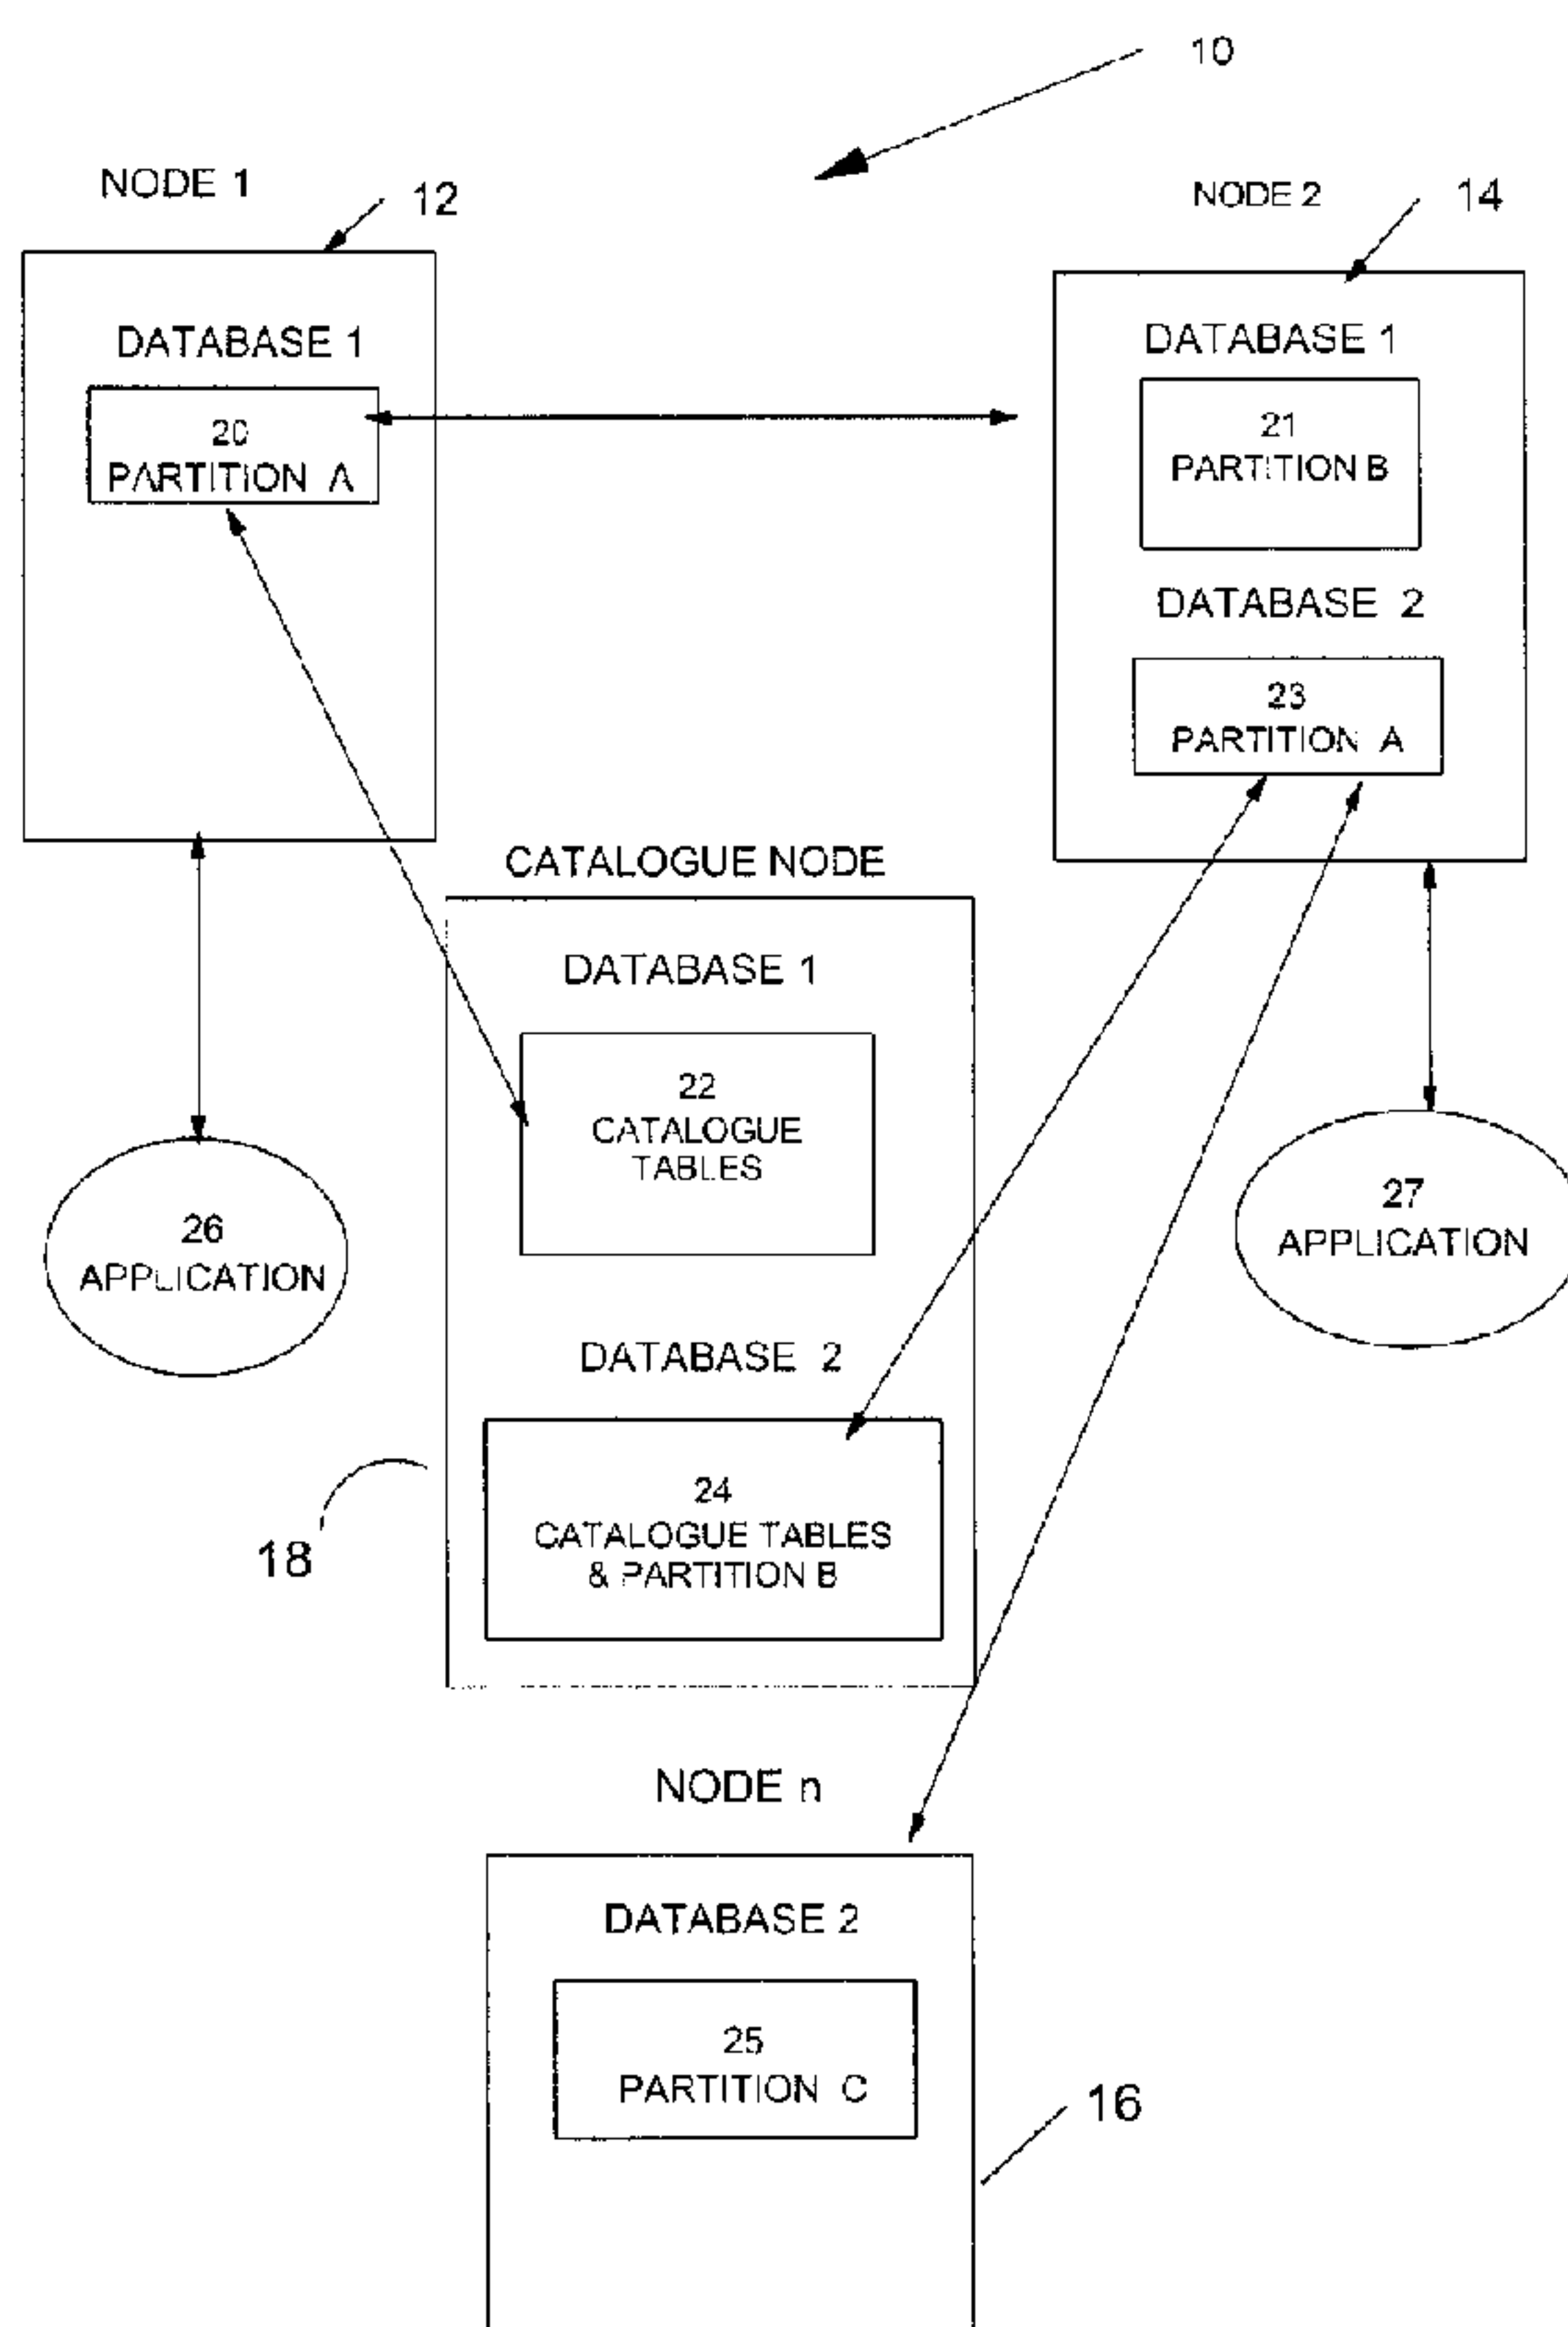 10
NODE 1
12
NODE 2
14
DATABASE 1
20
PARTITION A
DATABASE 1
21
PARTITION B
DATABASE 2
23
PARTITION A
CATALOGUE NODE
DATABASE 1
22
CATALOGUE
TABLES
26
APPLICATION
27
APPLICATION
DATABASE 2
24
CATALOGUE TABLES
& PARTITION B
18
NODE n
DATABASE 2
25
PARTITION C
16